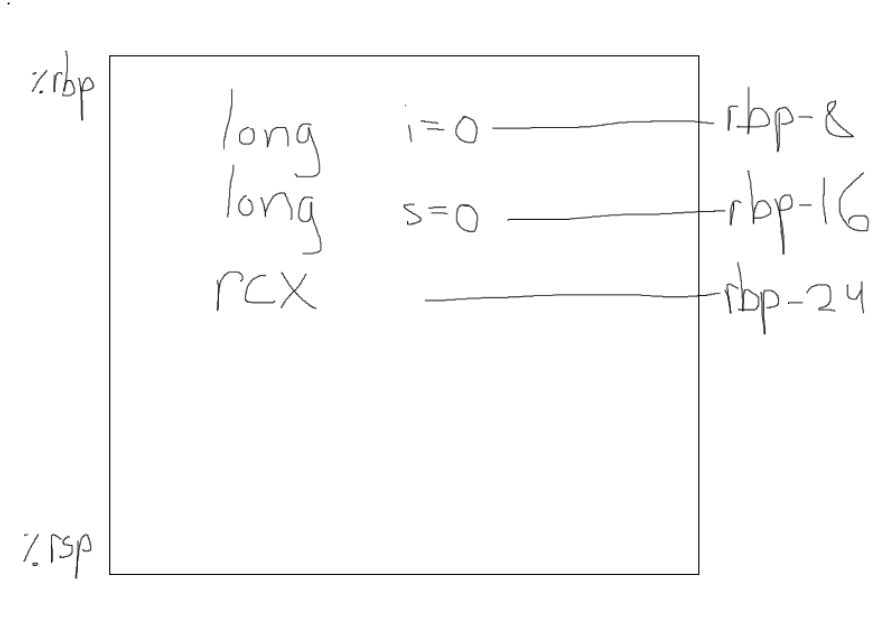 %rbp
long i=0 rbp-8
long s=0 rbp-16
rcx rbp-24
%rsp